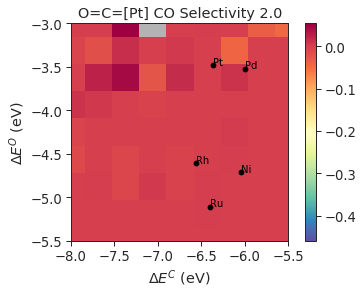 O=C=[Pt] CO Selectivity 2.0
ΔE^O (eV)
−3.0
−3.5
−4.0
−4.5
−5.0
−5.5
Pt
Pd
Rh
Ni
Ru
−8.0 −7.5 −7.0 −6.5 −6.0 −5.5
ΔE^C (eV)
0.0
−0.1
−0.2
−0.3
−0.4